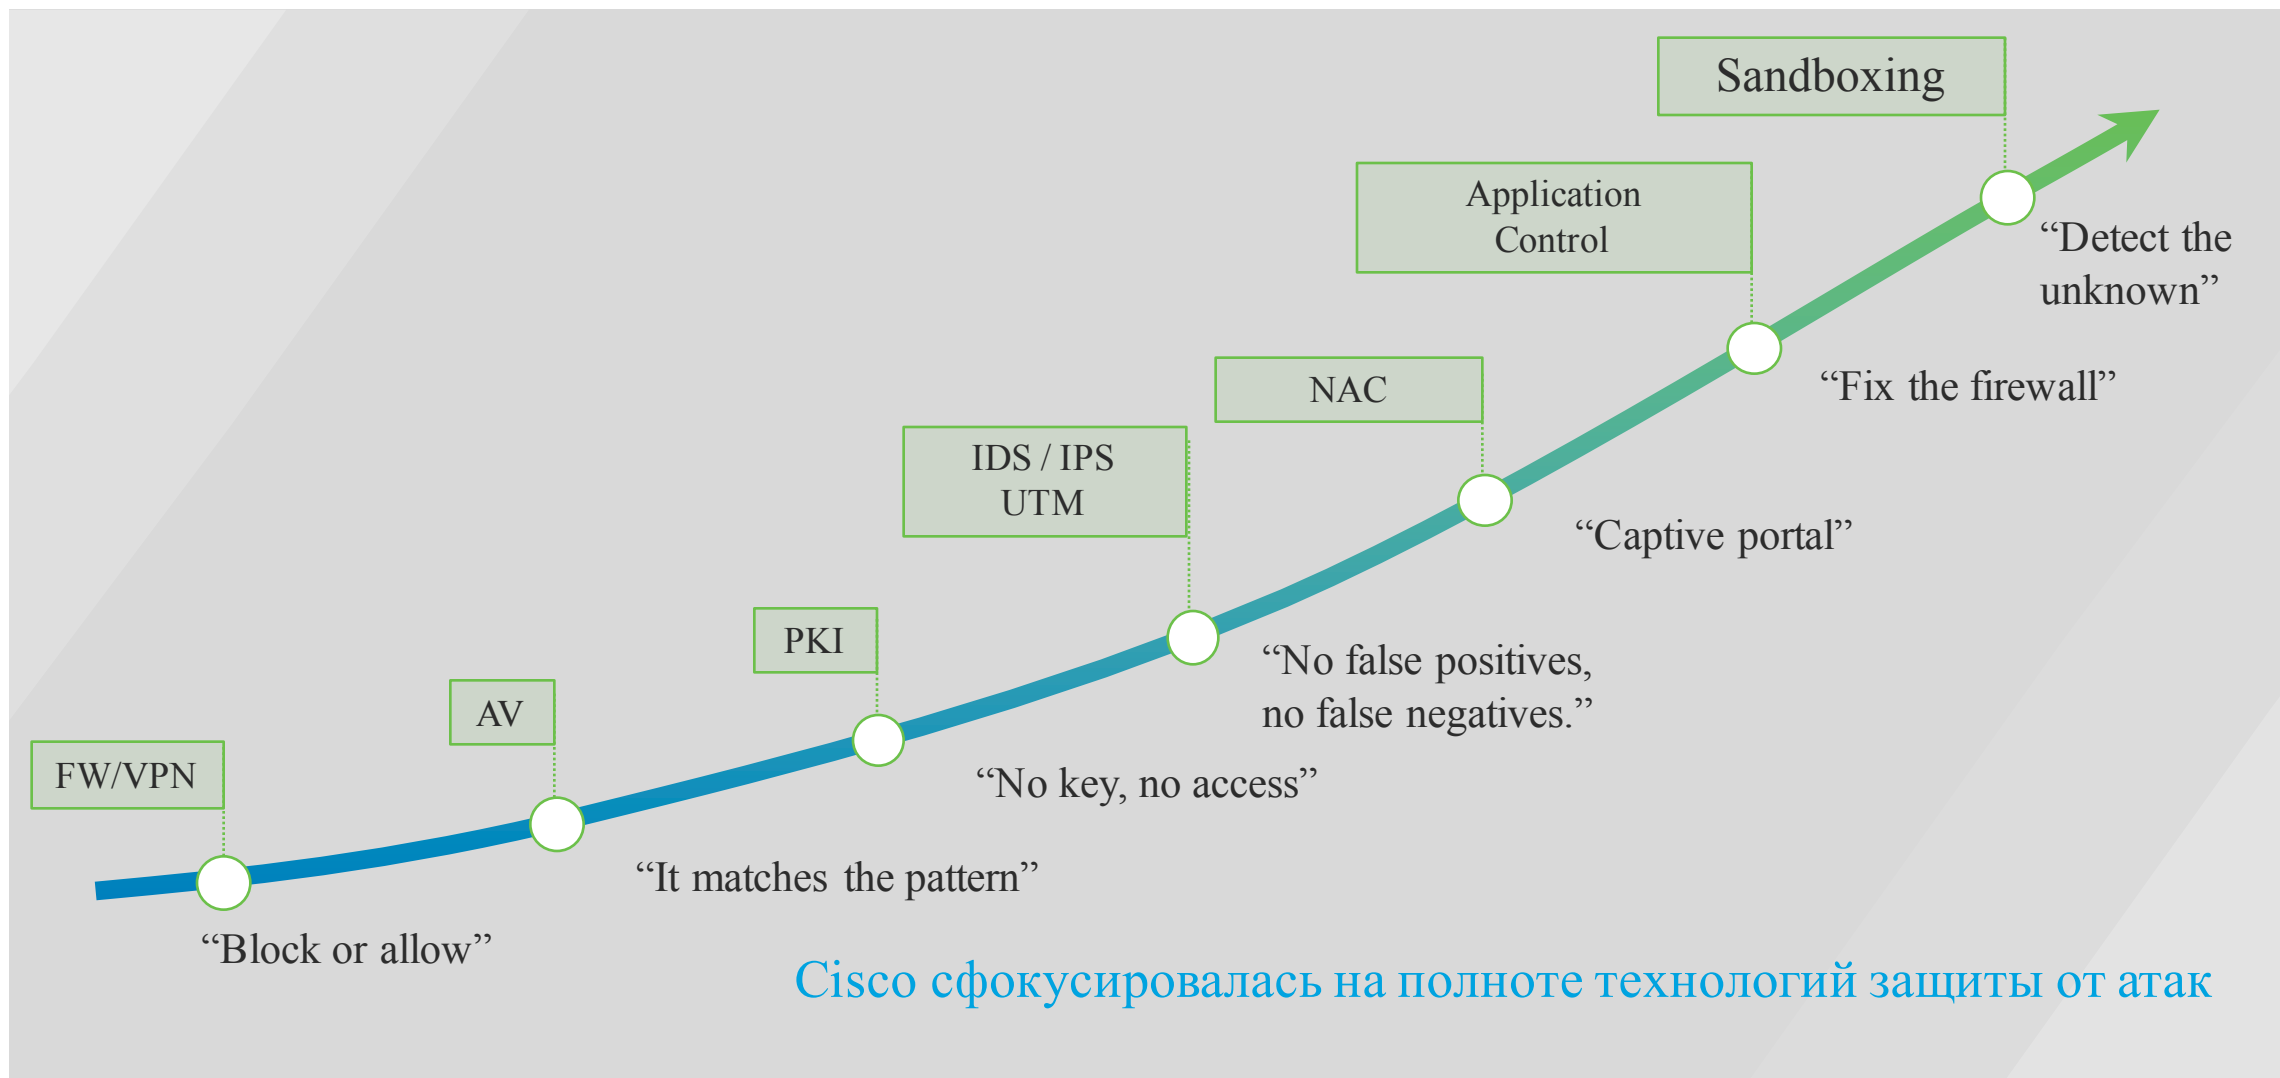 Sandboxing
Application
Control
“Detect the
unknown”
NAC
“Fix the firewall”
IDS / IPS
UTM
“Captive portal”
PKI
“No false positives,
no false negatives.”
AV
FW/VPN
“No key, no access”
“It matches the pattern”
“Block or allow”
Cisco сфокусировалась на полноте технологий защиты от атак